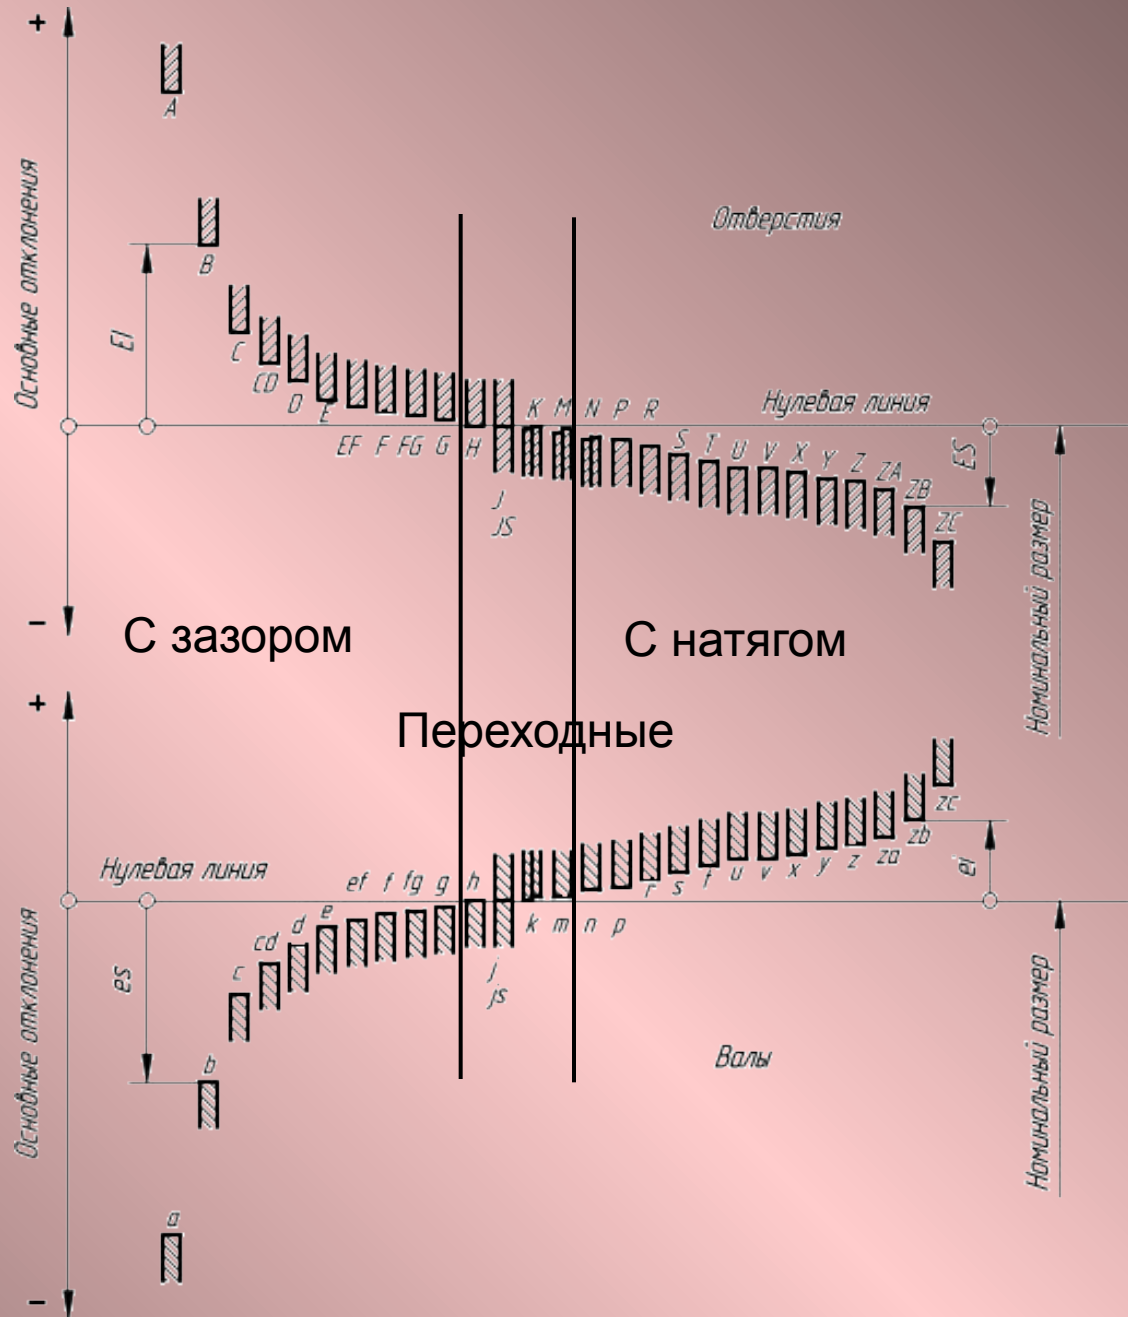 +
A
Отверстия
Основные отклонения
EI
B
C
CD
D
E
K M N P R
Нулевая линия
EF F FG G H
S T U V X Y Z ZA ZB ZC
ES
J
JS
Номинальный размер
−
С зазором
С натягом
+
Переходные
zc
Нулевая линия
ef f fg g h
r s t u v x y z za zb
ei
Основные отклонения
es
c cd d e
k m n p
j
js
b
Валы
Номинальный размер
a
−